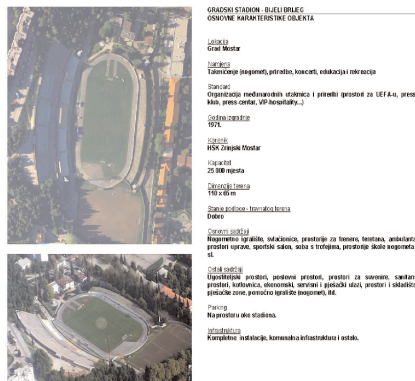 GRADSKI STADION - BIJELI BRIJEG
OSNOVNE KARAKTERISTIKE OBJEKTA
Lokacija
Grad Mostar
Namjena
Takmičenje (nogomet), priredbe, koncerti, edukacija i rekreacija
Standard
Organizacija međunarodnih utakmica i priredbi (prostori za UEFA-u, press
klub, press centar, VIP-hospitality...)
Godina izgradnje
1971.
Korisnik
HŠK Zrinjski Mostar
Kapacitet
25 000 mjesta
Dimenzije terena
110 x 65 m
Stanje podloge - travnatog terena
Dobro
Osnovni sadržaji
Nogometno igralište, svlačionice, prostorije za trenere, teretana, ambulanta,
prostori uprave, sportski salon, soba s trofejima, prostorije škole nogometa i
sl.
Ostali sadržaji
Ugostiteljski prostori, poslovni prostori, prostori za suvenire, sanitarni
prostori, kotlovnica, ekonomski, servisni i pješački ulazi, prostori i skladišta,
pješačke zone, pomoćno igralište (nogomet), itd.
Parking
Na prostoru oko stadiona.
Infrastruktura
Kompletne instalacije, komunalna infrastruktura i ostalo.